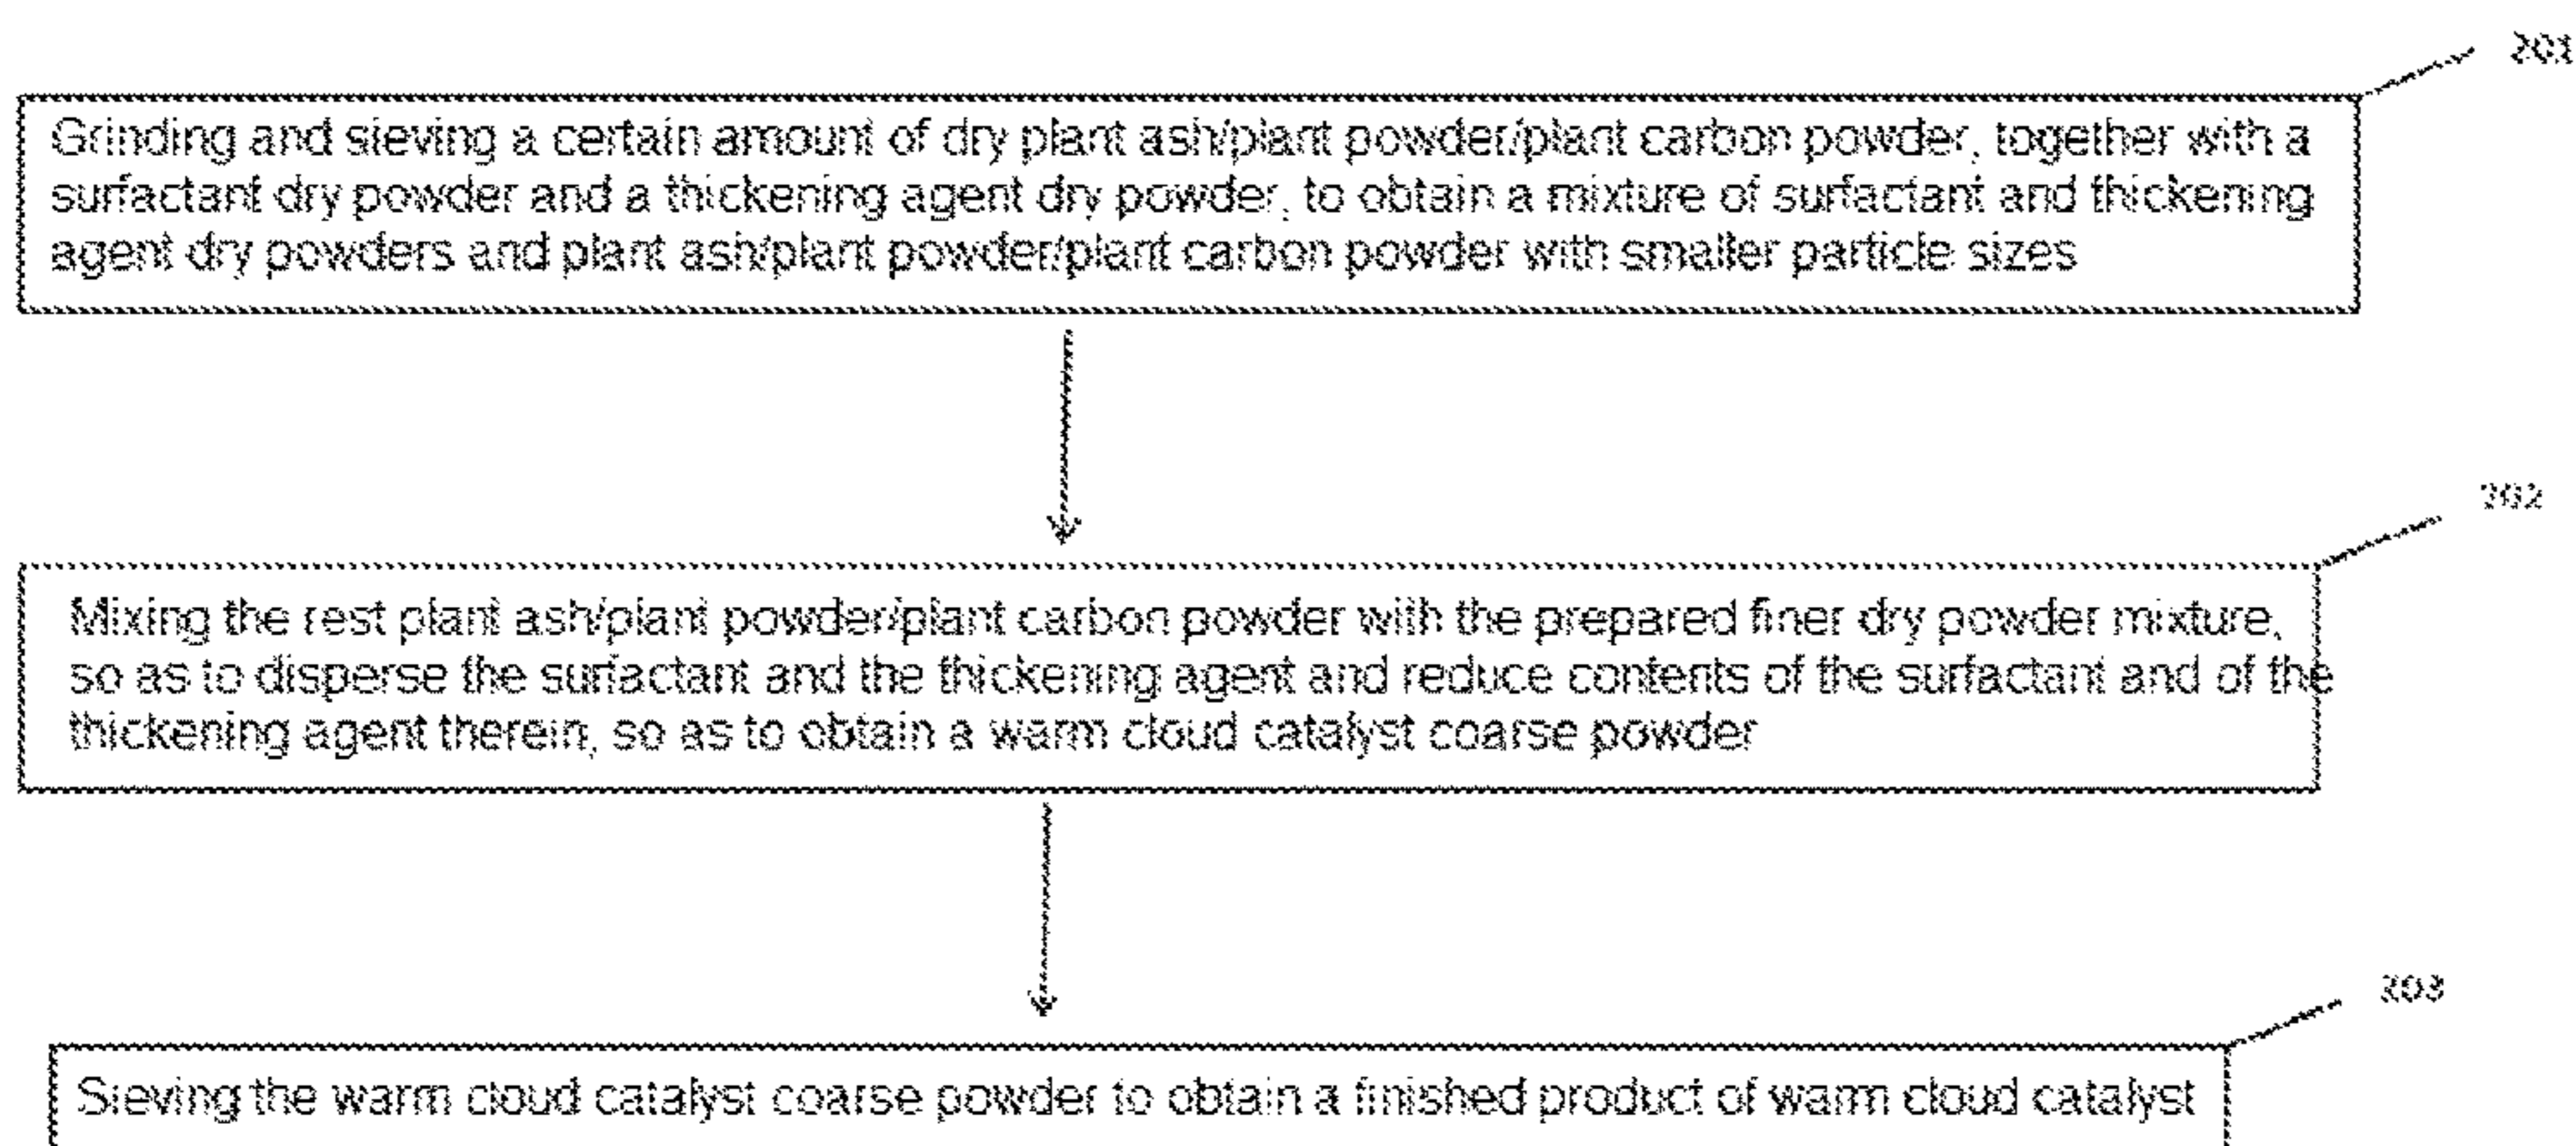 201
Grinding and sieving a certain amount of dry plant ash/plant powder/plant carbon powder, together with a
surfactant dry powder and a thickening agent dry powder, to obtain a mixture of surfactant and thickening
agent dry powders and plant ash/plant powder/plant carbon powder with smaller particle sizes
202
Mixing the rest plant ash/plant powder/plant carbon powder with the prepared finer dry powder mixture,
so as to disperse the surfactant and the thickening agent and reduce contents of the surfactant and of the
thickening agent therein, so as to obtain a warm cloud catalyst coarse powder
203
Sieving the warm cloud catalyst coarse powder to obtain a finished product of warm cloud catalyst